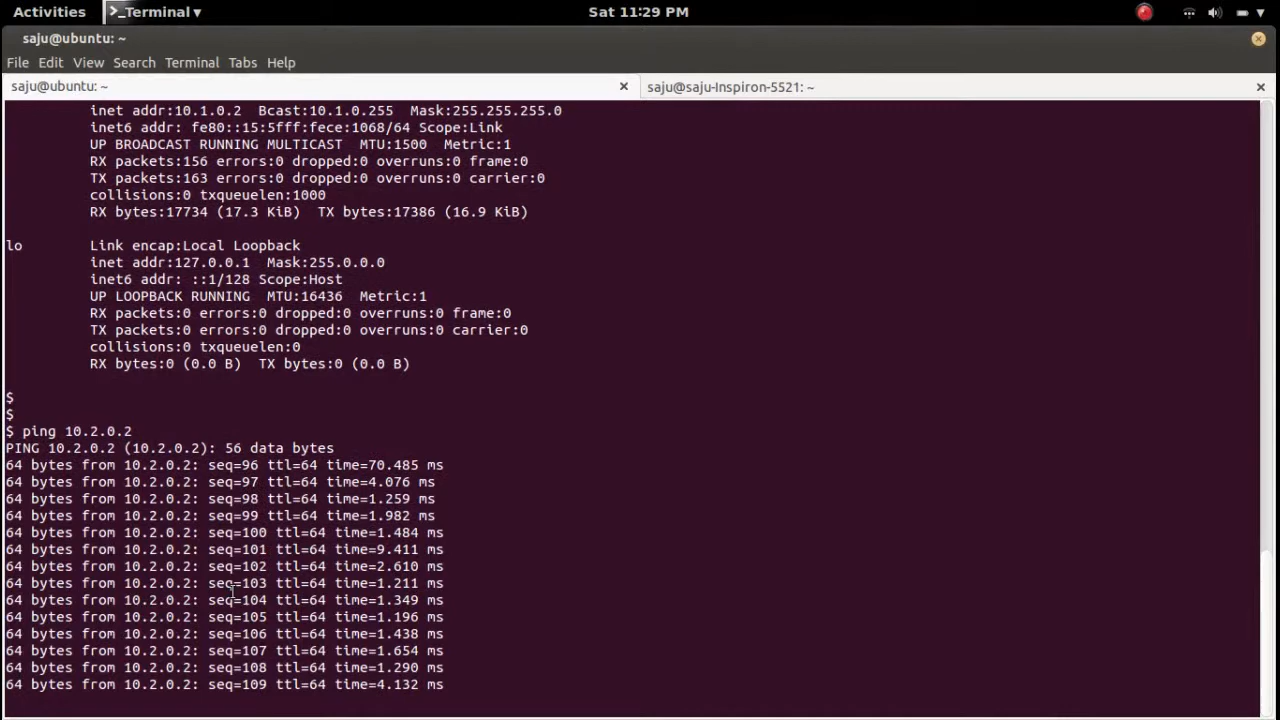 Activities
Terminal
Sat 11:29 PM
saju@ubuntu: ~
File Edit View Search Terminal Tabs Help
saju@ubuntu: ~
saju@saju-Inspiron-5521: ~
inet addr:10.1.0.2 Bcast:10.1.0.255 Mask:255.255.255.0
inet6 addr: fe80::15:5fff:fece:1068/64 Scope:Link
UP BROADCAST RUNNING MULTICAST MTU:1500 Metric:1
RX packets:156 errors:0 dropped:0 overruns:0 frame:0
TX packets:163 errors:0 dropped:0 overruns:0 carrier:0
collisions:0 txqueuelen:1000
RX bytes:17734 (17.3 KiB) TX bytes:17386 (16.9 KiB)
lo Link encap:Local Loopback
inet addr:127.0.0.1 Mask:255.0.0.0
inet6 addr: ::1/128 Scope:Host
UP LOOPBACK RUNNING MTU:16436 Metric:1
RX packets:0 errors:0 dropped:0 overruns:0 frame:0
TX packets:0 errors:0 dropped:0 overruns:0 carrier:0
collisions:0 txqueuelen:0
RX bytes:0 (0.0 B) TX bytes:0 (0.0 B)
$
$
$ ping 10.2.0.2
PING 10.2.0.2 (10.2.0.2): 56 data bytes
64 bytes from 10.2.0.2: seq=96 ttl=64 time=70.485 ms
64 bytes from 10.2.0.2: seq=97 ttl=64 time=4.076 ms
64 bytes from 10.2.0.2: seq=98 ttl=64 time=1.259 ms
64 bytes from 10.2.0.2: seq=99 ttl=64 time=1.982 ms
64 bytes from 10.2.0.2: seq=100 ttl=64 time=1.484 ms
64 bytes from 10.2.0.2: seq=101 ttl=64 time=9.411 ms
64 bytes from 10.2.0.2: seq=102 ttl=64 time=2.610 ms
64 bytes from 10.2.0.2: seq=103 ttl=64 time=1.211 ms
64 bytes from 10.2.0.2: seq=104 ttl=64 time=1.349 ms
64 bytes from 10.2.0.2: seq=105 ttl=64 time=1.196 ms
64 bytes from 10.2.0.2: seq=106 ttl=64 time=1.438 ms
64 bytes from 10.2.0.2: seq=107 ttl=64 time=1.654 ms
64 bytes from 10.2.0.2: seq=108 ttl=64 time=1.290 ms
64 bytes from 10.2.0.2: seq=109 ttl=64 time=4.132 ms